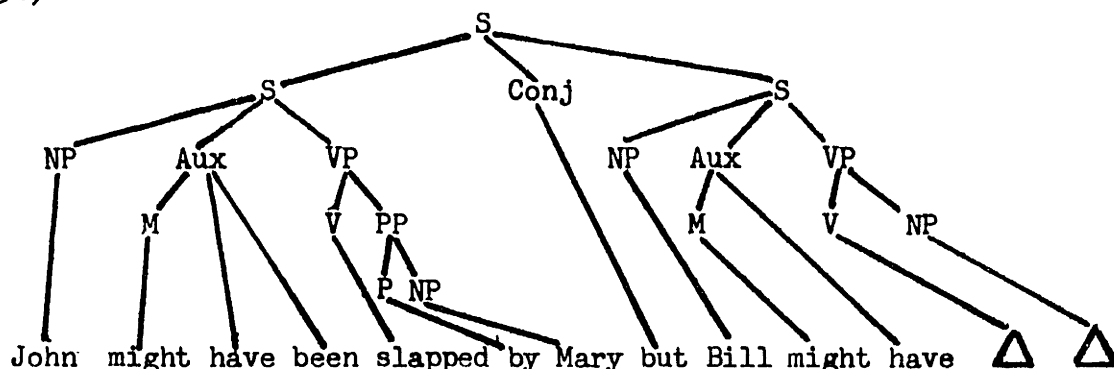 S
S Conj S
NP Aux VP NP Aux VP
M V PP M V NP
P NP
John might have been slapped by Mary but Bill might have Δ Δ